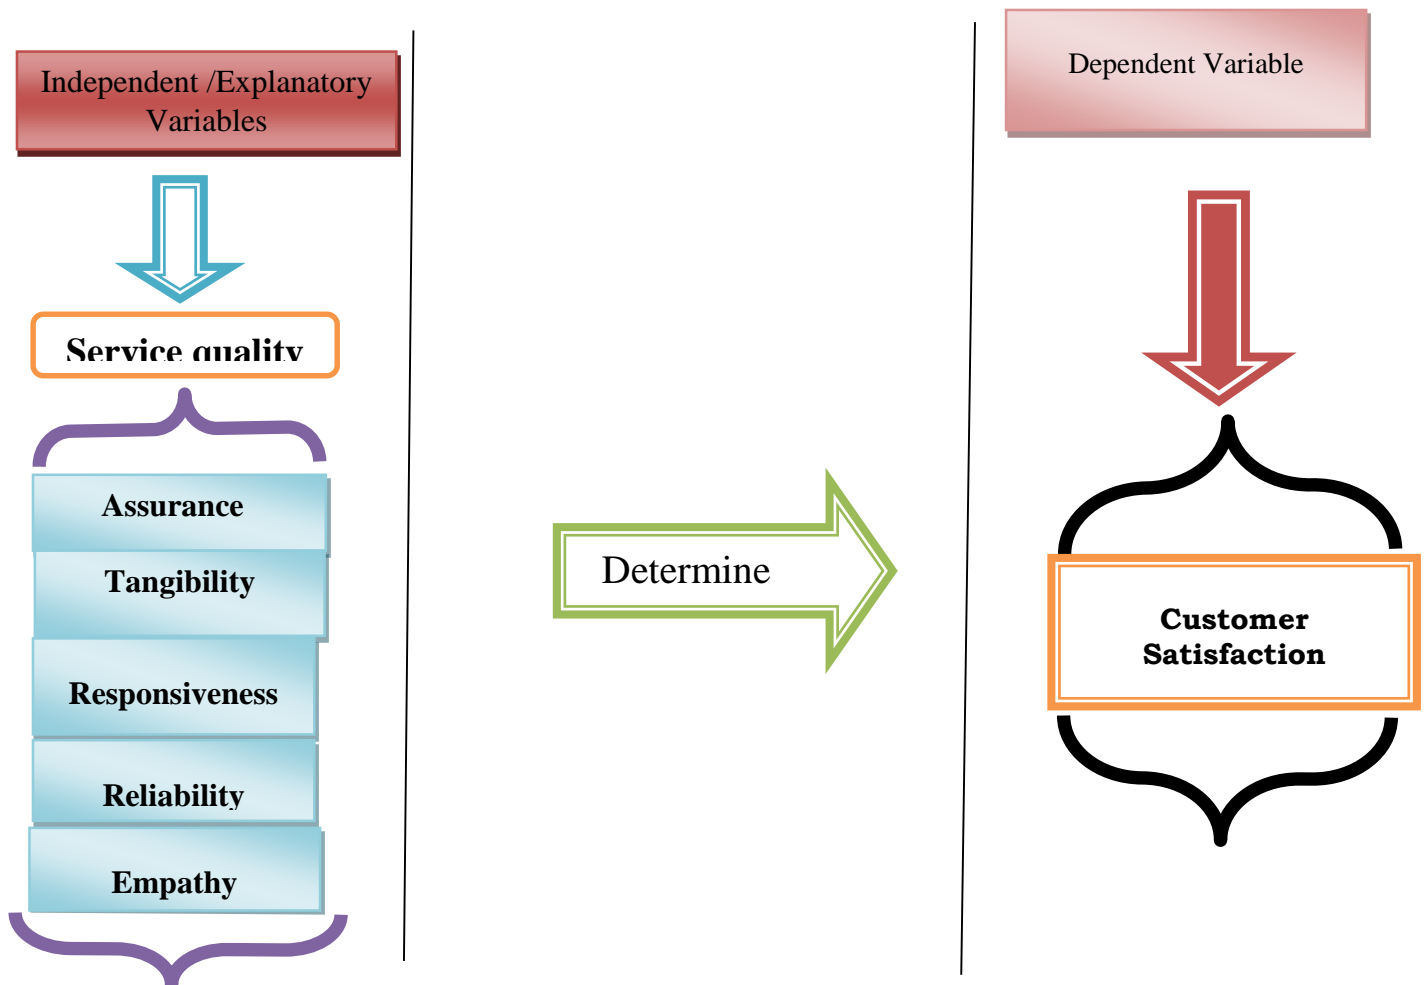 Independent /Explanatory
Variables
Service quality
Assurance
Tangibility
Responsiveness
Reliability
Empathy
Determine
Dependent Variable
Customer
Satisfaction